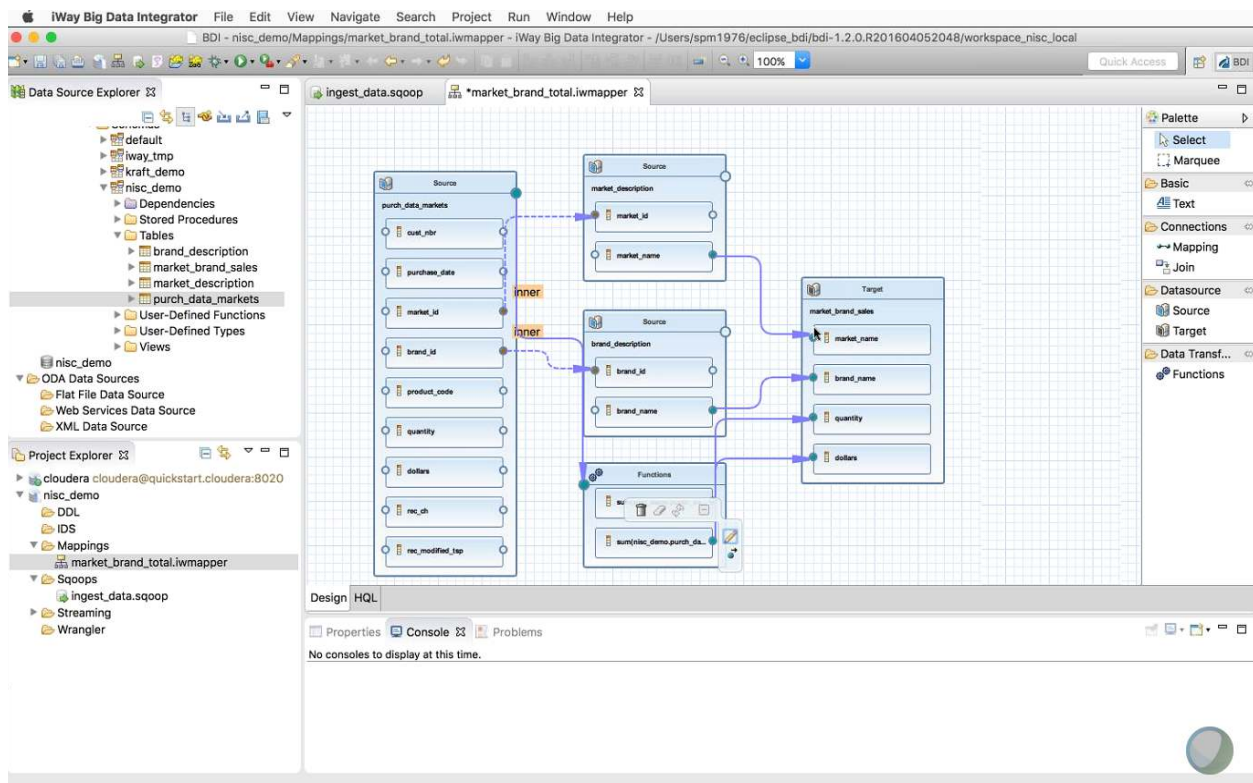 iWay Big Data Integrator File Edit View Navigate Search Project Run Window Help
BDI - nisc_demo/Mappings/market_brand_total.iwmapper - iWay Big Data Integrator - /Users/spm1976/eclipse_bdi/bdi-1.2.0.R201604052048/workspace_nisc_local
100%
Quick Access
BDI
Data Source Explorer
default
iway_tmp
kraft_demo
nisc_demo
Dependencies
Stored Procedures
Tables
brand_description
market_brand_sales
market_description
purch_data_markets
User-Defined Functions
User-Defined Types
Views
nisc_demo
ODA Data Sources
Flat File Data Source
Web Services Data Source
XML Data Source
Project Explorer
cloudera cloudera@quickstart.cloudera:8020
nisc_demo
DDL
IDS
Mappings
market_brand_total.iwmapper
Sqoops
ingest_data.sqoop
Streaming
Wrangler
ingest_data.sqoop
*market_brand_total.iwmapper
Source
purch_data_markets
cust_nbr
purchase_date
market_id
brand_id
product_code
quantity
dollars
rec_ch
rec_modified_tsp
inner
inner
Source
market_description
market_id
market_name
Source
brand_description
brand_id
brand_name
Functions
su
sum(nisc_demo.purch_da...
Target
market_brand_sales
market_name
brand_name
quantity
dollars
Palette
Select
Marquee
Basic
Text
Connections
Mapping
Join
Datasource
Source
Target
Data Transf...
Functions
Design HQL
Properties Console Problems
No consoles to display at this time.